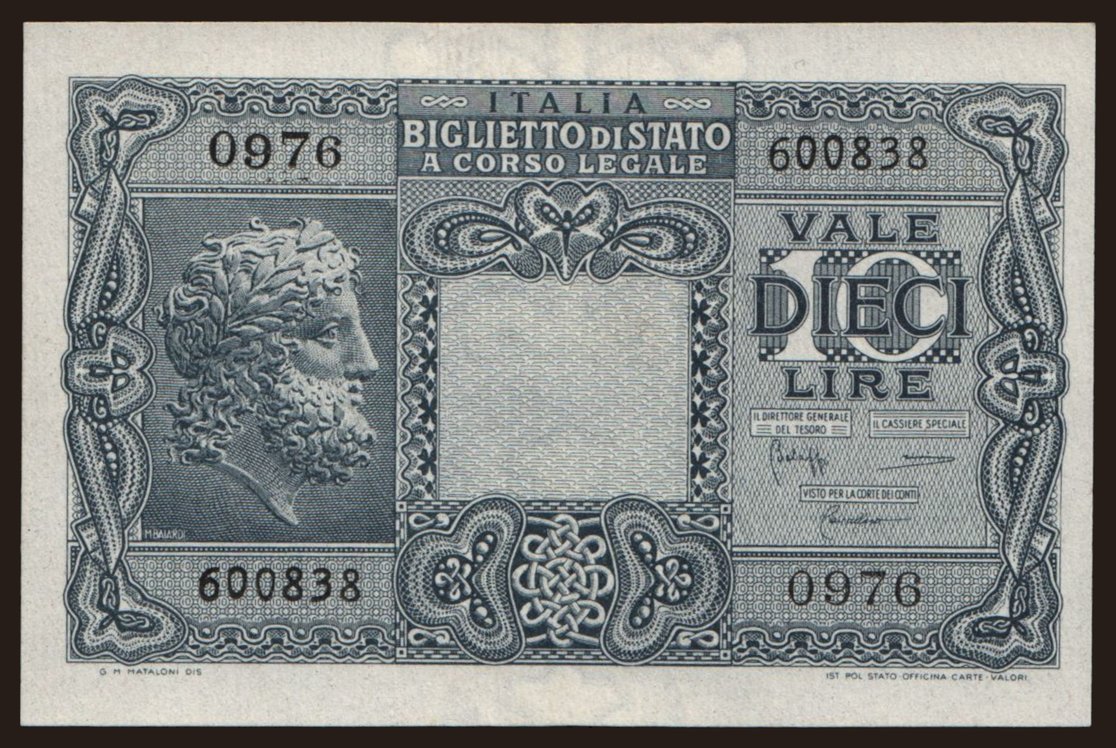 ITALIA
BIGLIETTO DI STATO
A CORSO LEGALE
0976
600838
VALE
10
DIECI
LIRE
IL DIRETTORE GENERALE
DEL TESORO
IL CASSIERE SPECIALE
VISTO PER LA CORTE DEI CONTI
M.BAIARDI
600838
0976
G. M. MATALONI DIS
IST. POL. STATO-OFFICINA CARTE-VALORI.